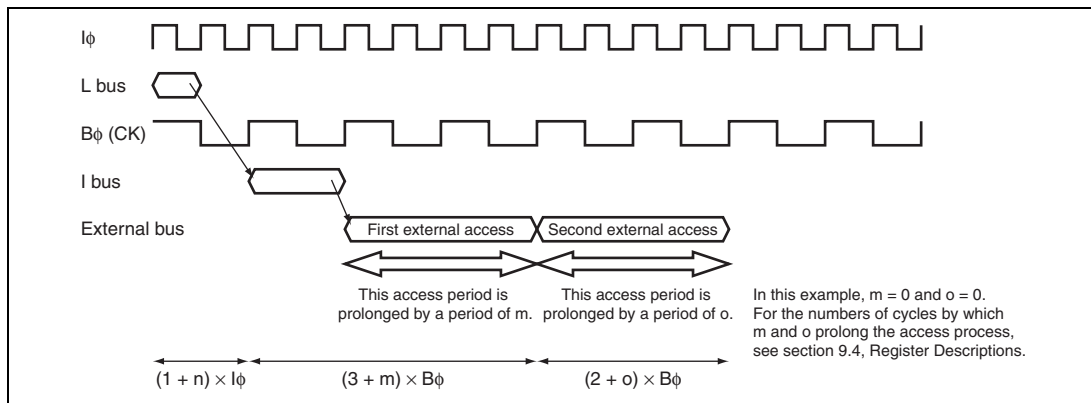 Iϕ
L bus
Bϕ (CK)
I bus
External bus
First external access
Second external access
This access period is
prolonged by a period of m.
This access period is
prolonged by a period of o.
In this example, m = 0 and o = 0.
For the numbers of cycles by which
m and o prolong the access process,
see section 9.4, Register Descriptions.
(1 + n) × Iϕ
(3 + m) × Bϕ
(2 + o) × Bϕ